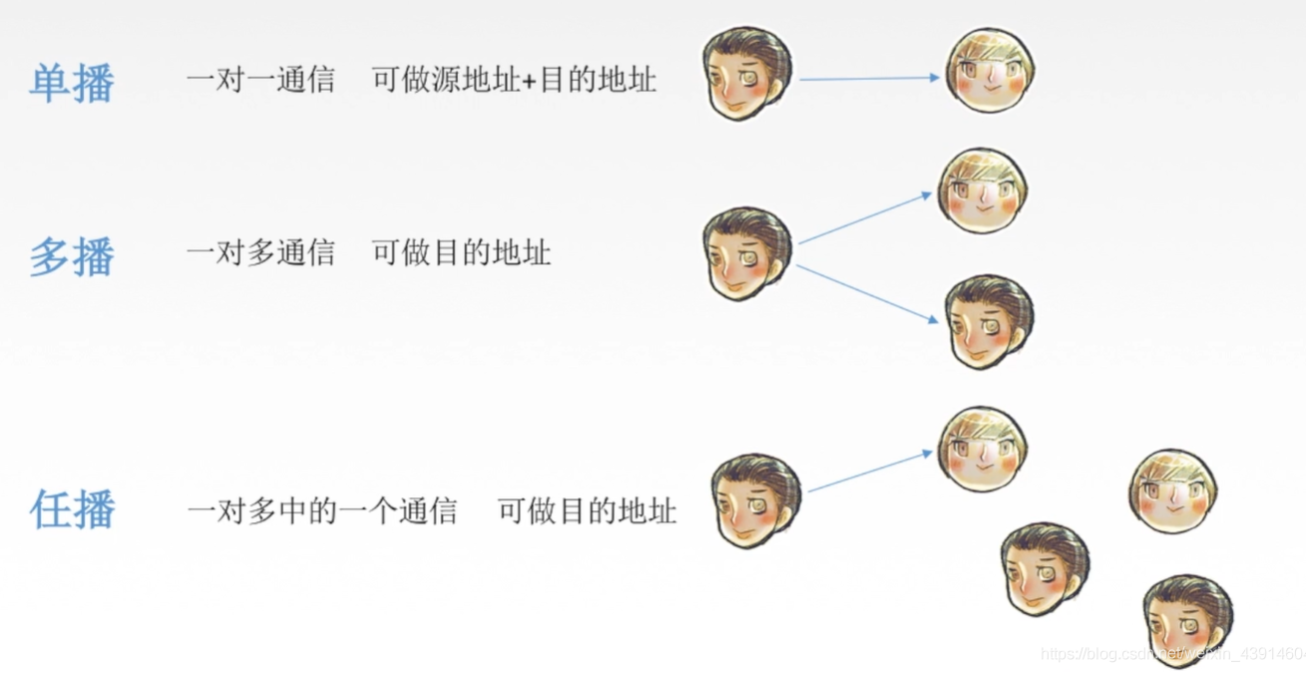 单播 一对一通信 可做源地址+目的地址
多播 一对多通信 可做目的地址
任播 一对多中的一个通信 可做目的地址
https://blog.csdn.net/weixin_4391460